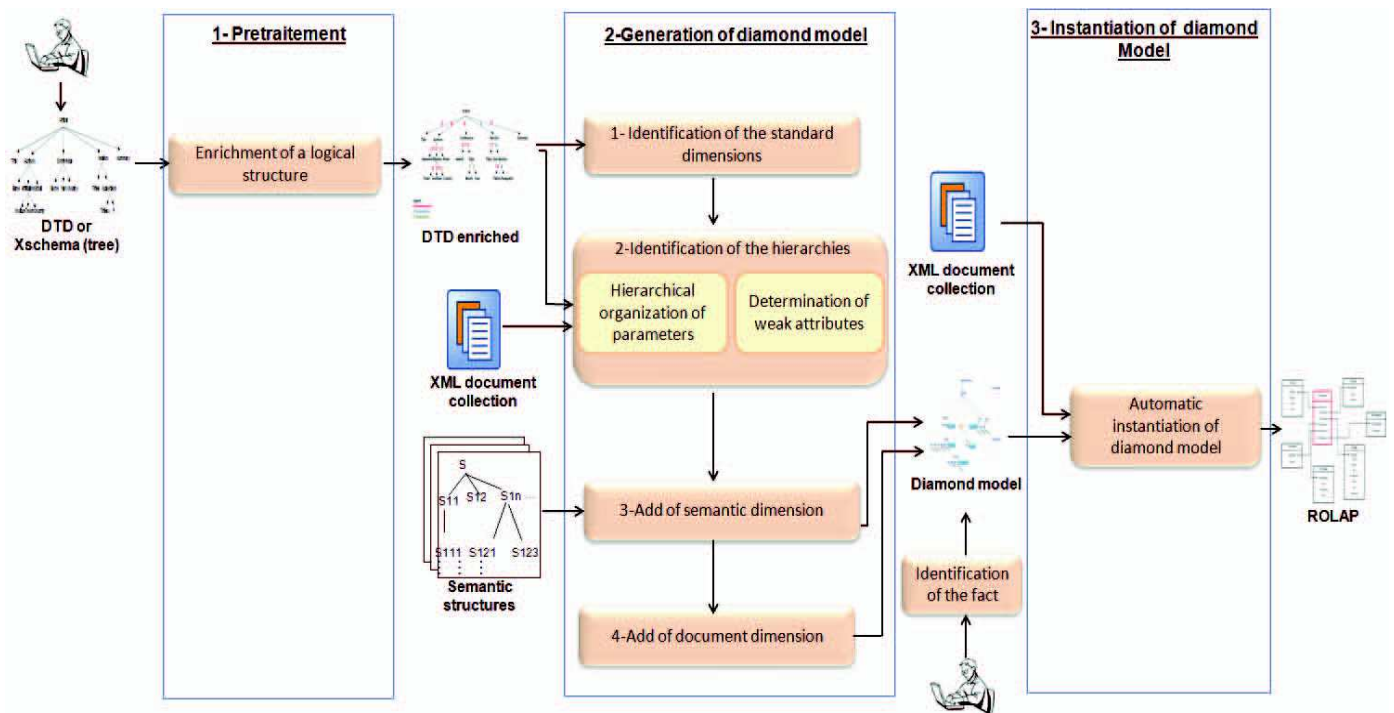 1- Pretraitement
2-Generation of diamond model
3- Instantiation of diamond
Model
Enrichment of a logical
structure
DTD or
Xschema (tree)
DTD enriched
1- Identification of the standard
dimensions
2-Identification of the hierarchies
Hierarchical
organization of
parameters
Determination of
weak attributes
XML document
collection
XML document
collection
S
S11 S12 S1n
S111 S121 S123
Semantic
structures
3-Add of semantic dimension
4-Add of document dimension
Diamond model
Identification
of the fact
Automatic
instantiation of
diamond model
ROLAP